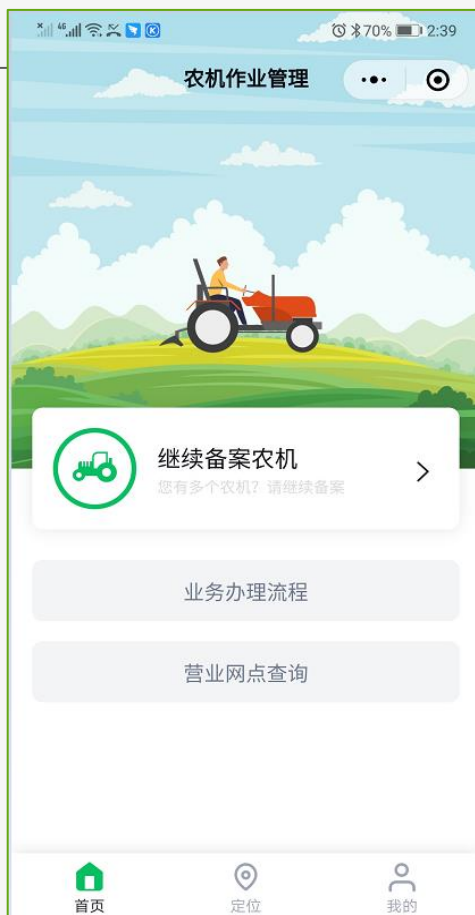 46
70% 2:39
农机作业管理
继续备案农机
您有多个农机？请继续备案
业务办理流程
营业网点查询
首页 定位 我的